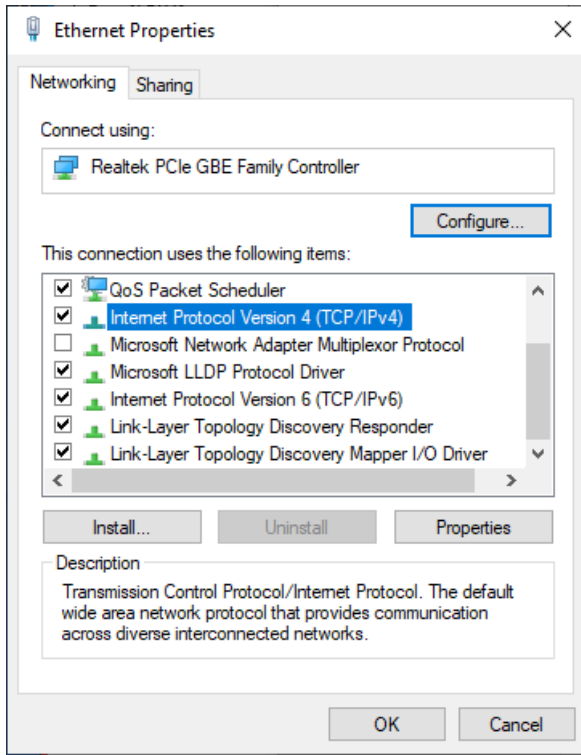 Ethernet Properties
Networking
Sharing
Connect using:
Realtek PCIe GBE Family Controller
Configure...
This connection uses the following items:
QoS Packet Scheduler
Internet Protocol Version 4 (TCP/IPv4)
Microsoft Network Adapter Multiplexor Protocol
Microsoft LLDP Protocol Driver
Internet Protocol Version 6 (TCP/IPv6)
Link-Layer Topology Discovery Responder
Link-Layer Topology Discovery Mapper I/O Driver
Install...
Uninstall
Properties
Description
Transmission Control Protocol/Internet Protocol. The default
wide area network protocol that provides communication
across diverse interconnected networks.
OK
Cancel